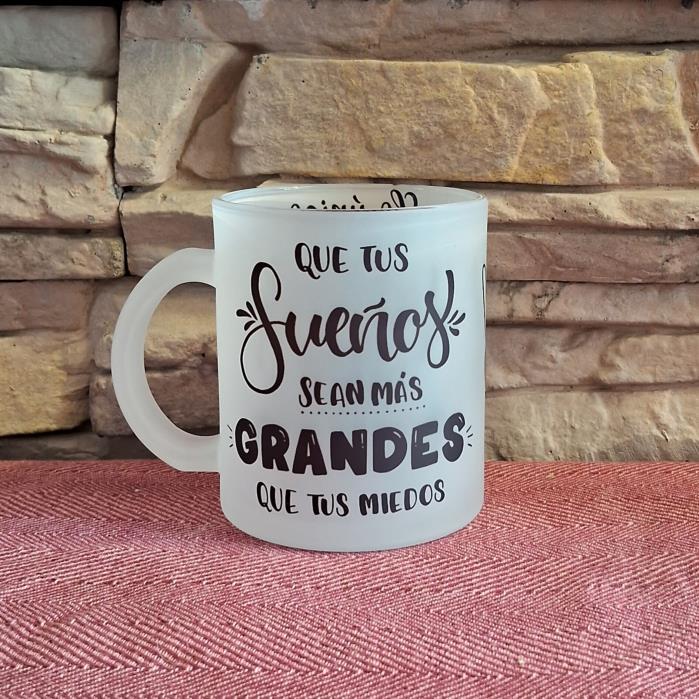 QUE TUS
Sueños
SEAN MÁS
GRANDES
QUE TUS MIEDOS